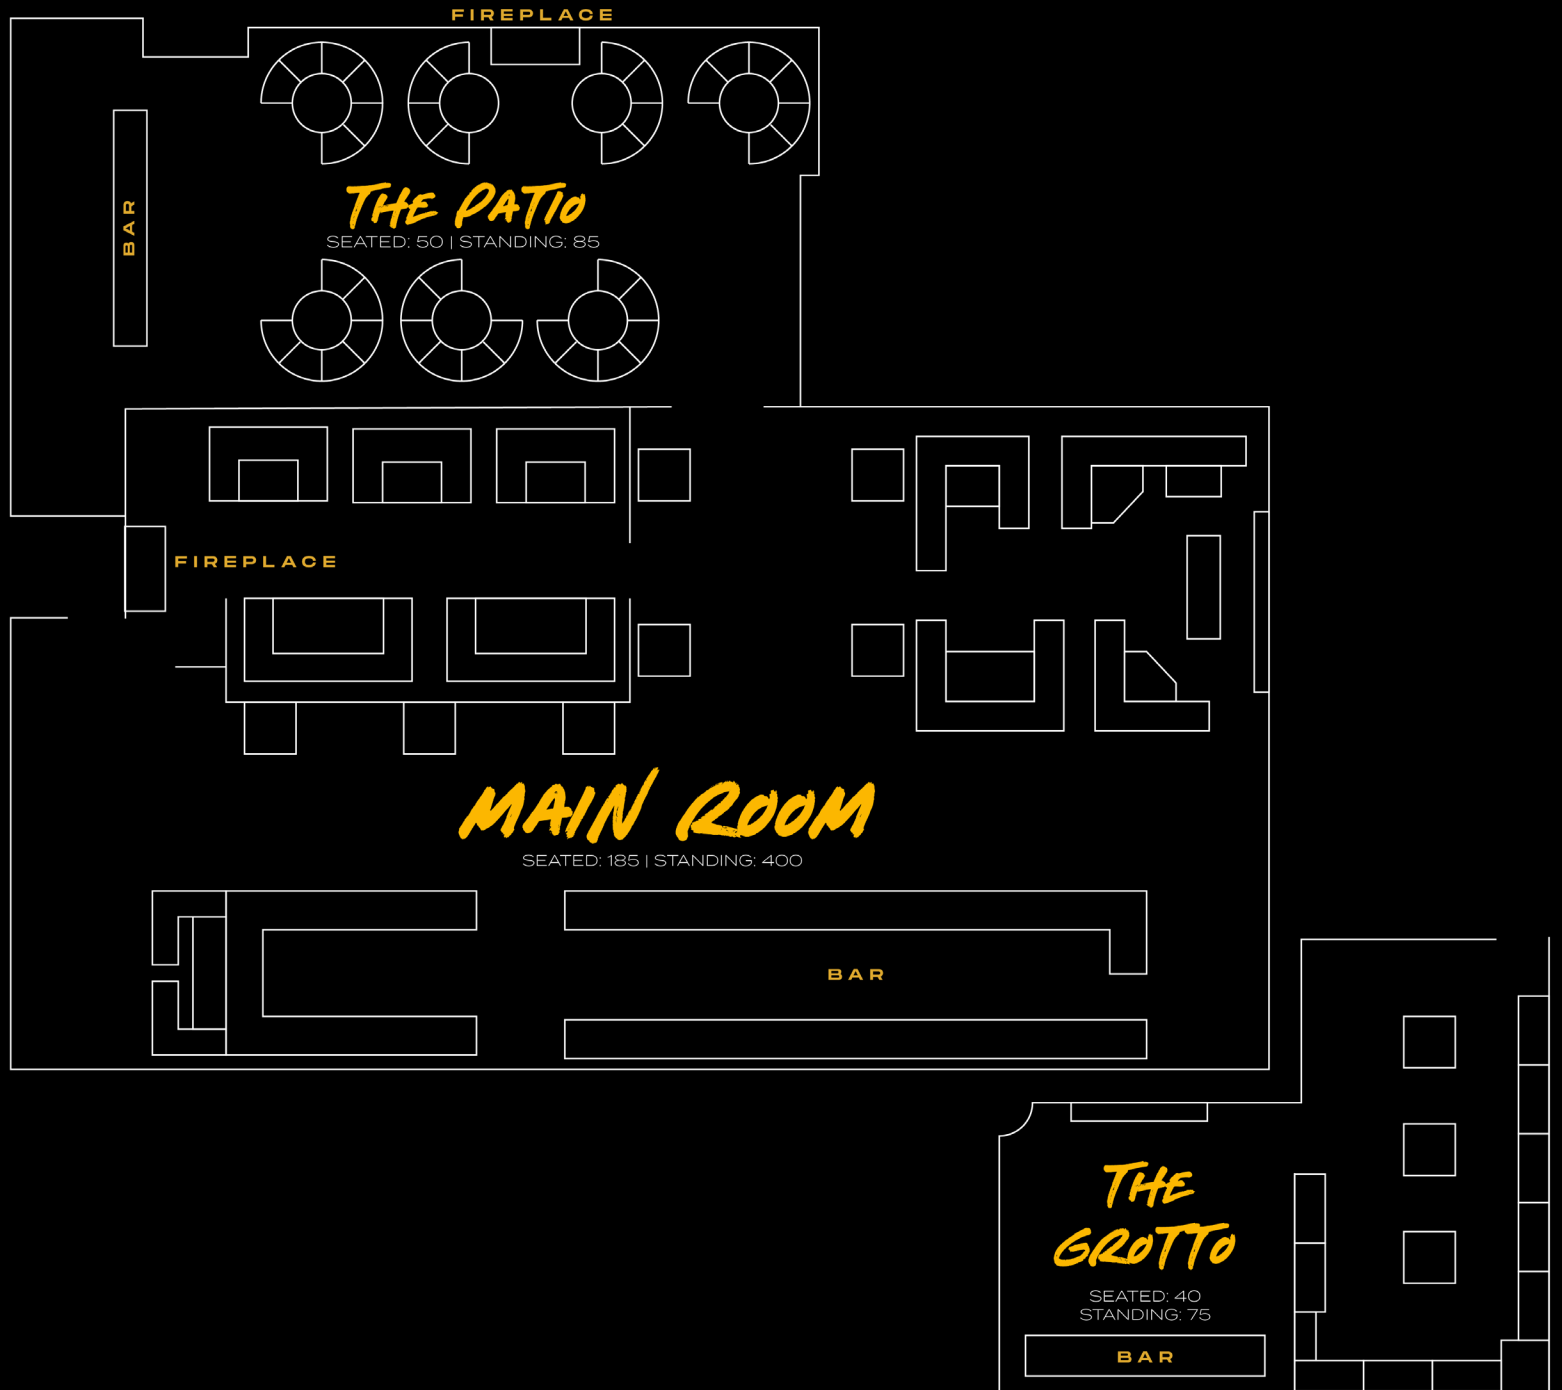 FIREPLACE
BAR
THE PATIO
SEATED: 50 | STANDING: 85
FIREPLACE
MAIN ROOM
SEATED: 185 | STANDING: 400
BAR
THE
GROTTO
SEATED: 40
STANDING: 75
BAR